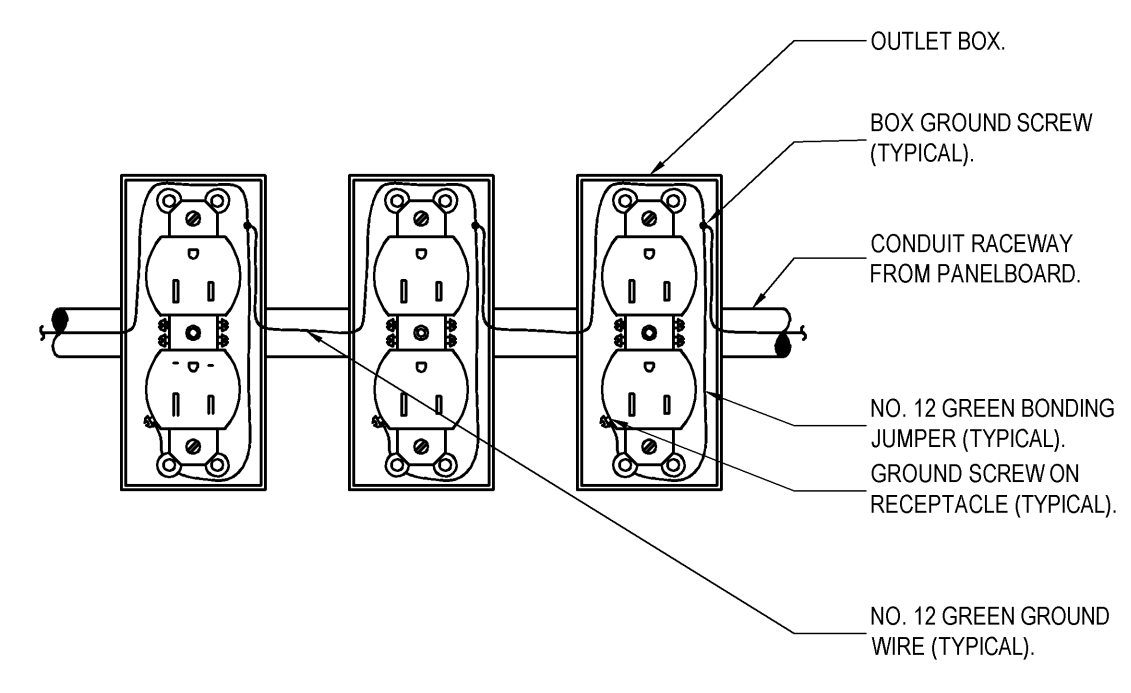 OUTLET BOX.
BOX GROUND SCREW
(TYPICAL).
CONDUIT RACEWAY
FROM PANELBOARD.
NO. 12 GREEN BONDING
JUMPER (TYPICAL).
GROUND SCREW ON
RECEPTACLE (TYPICAL).
NO. 12 GREEN GROUND
WIRE (TYPICAL).